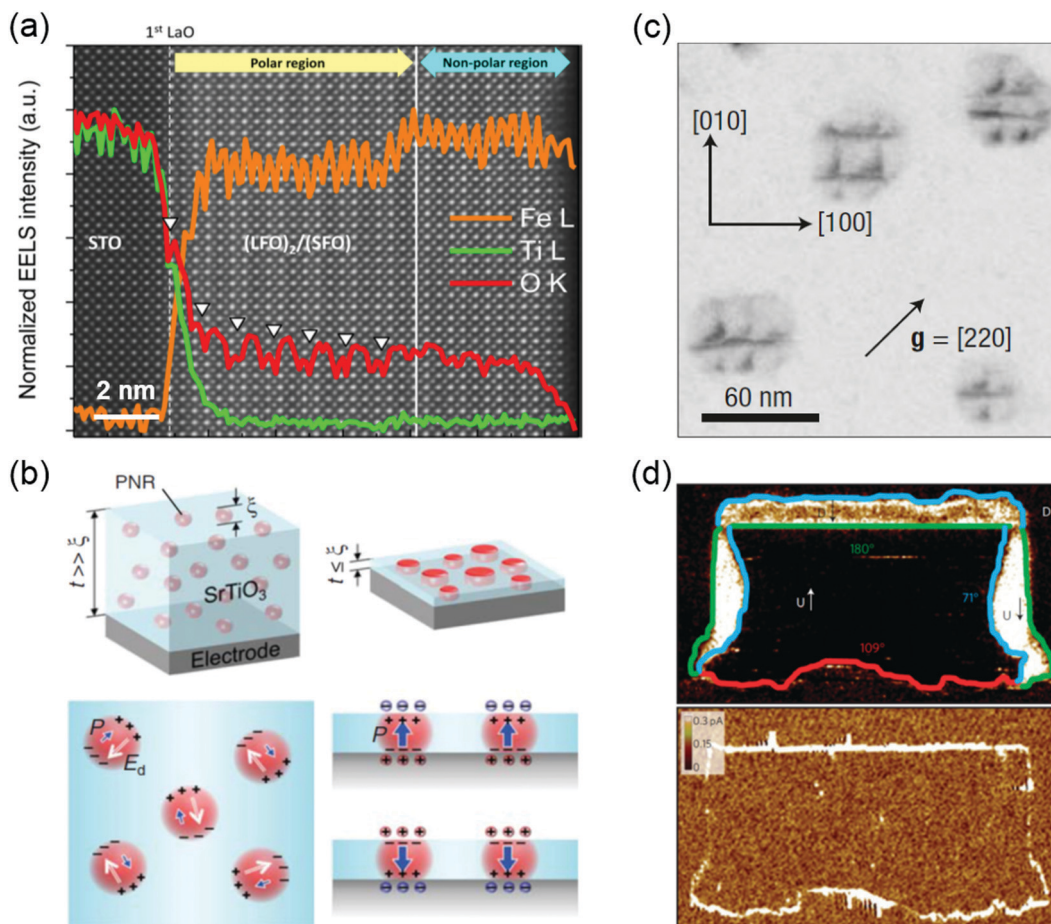 (a)
1st LaO
Polar region
Non-polar region
Normalized EELS intensity (a.u.)
STO
(LFO)2/(SFO)
Fe L
Ti L
O K
2 nm
(b)
PNR
ξ
t >> ξ
SrTiO3
Electrode
t ≤ ξ
P
Ed
+ + +
− − −
P
(c)
[010]
[100]
g = [220]
60 nm
(d)
D
180°
71°
U
U
109°
0.3 pA
0.15
0